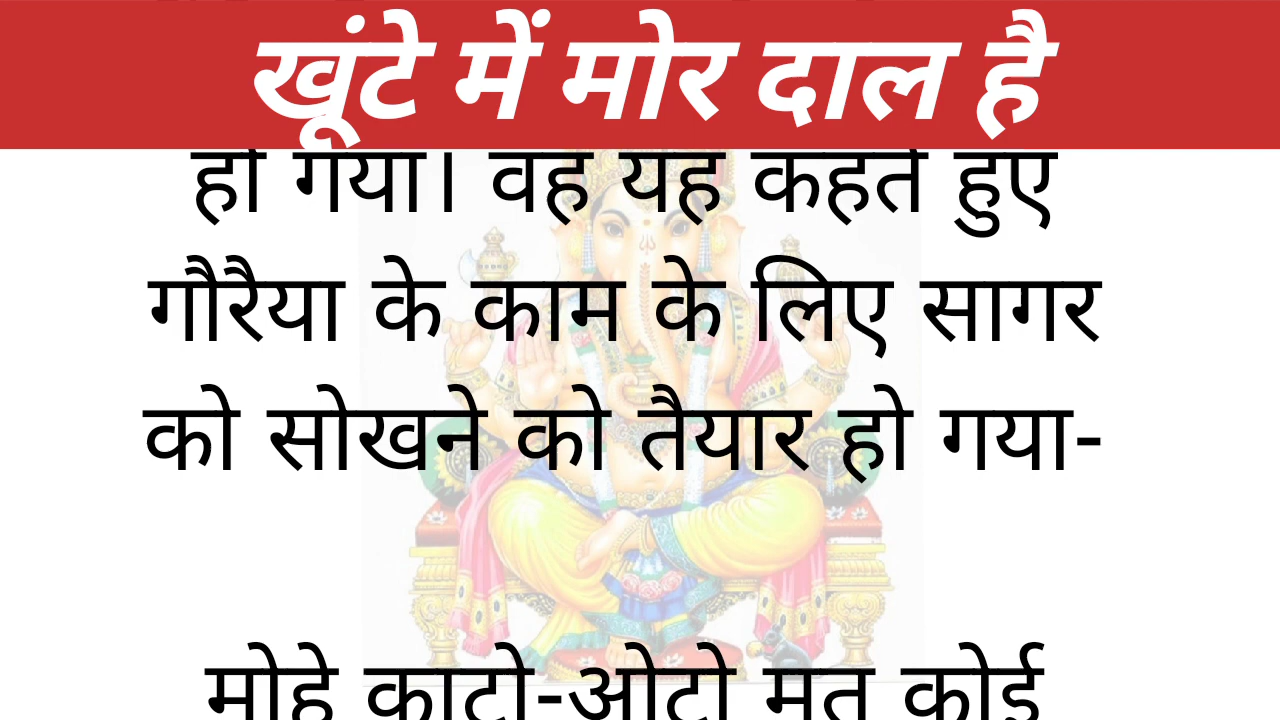 खूंटे में मोर दाल है
हो गया। वह यह कहते हुए
गौरैया के काम के लिए सागर
को सोखने को तैयार हो गया-
मोहे काटो-ओटो मत कोई